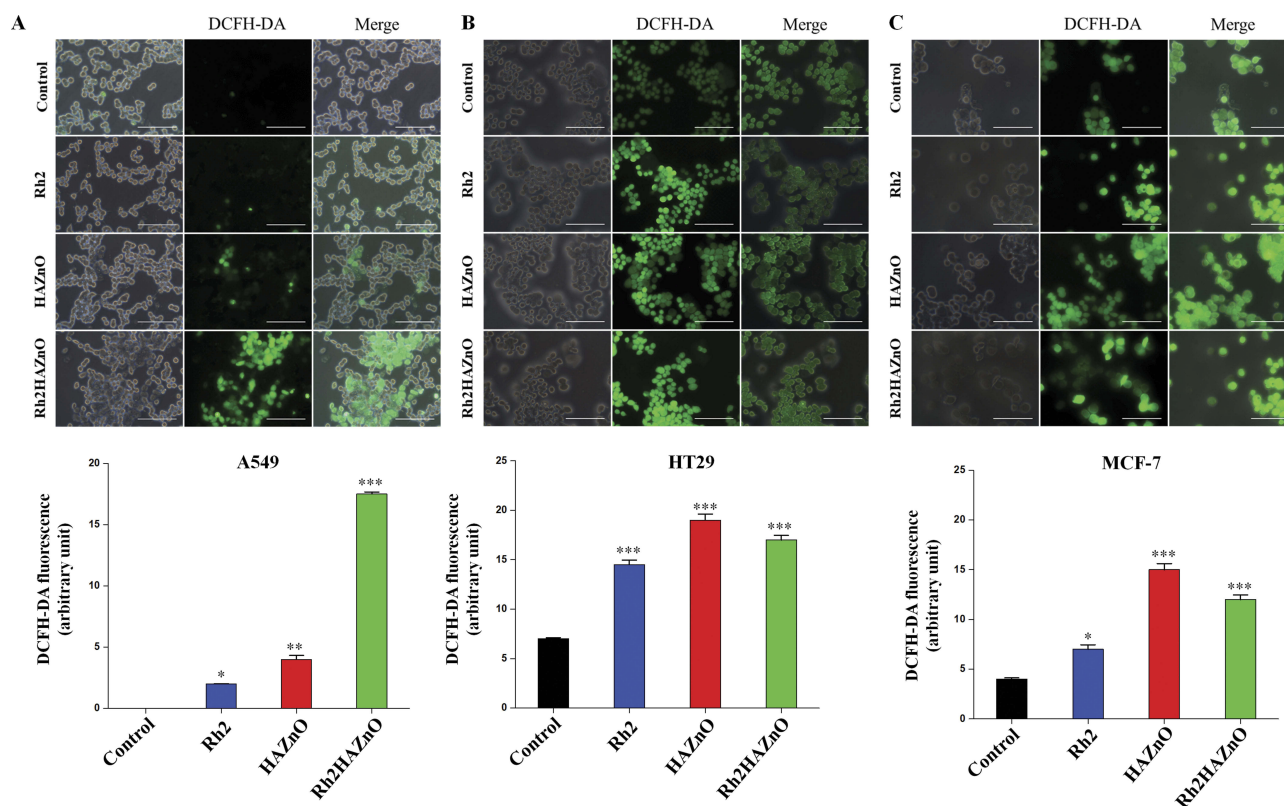 A
DCFH-DA
Merge
Control
Rh2
HAZnO
Rh2HAZnO
A549
DCFH-DA fluorescence
(arbitrary unit)
20
15
10
5
0
*
**
***
Control
Rh2
HAZnO
Rh2HAZnO
B
DCFH-DA
Merge
Control
Rh2
HAZnO
Rh2HAZnO
HT29
DCFH-DA fluorescence
(arbitrary unit)
25
20
15
10
5
0
***
***
***
Control
Rh2
HAZnO
Rh2HAZnO
C
DCFH-DA
Merge
Control
Rh2
HAZnO
Rh2HAZnO
MCF-7
DCFH-DA fluorescence
(arbitrary unit)
25
20
15
10
5
0
*
***
***
Control
Rh2
HAZnO
Rh2HAZnO